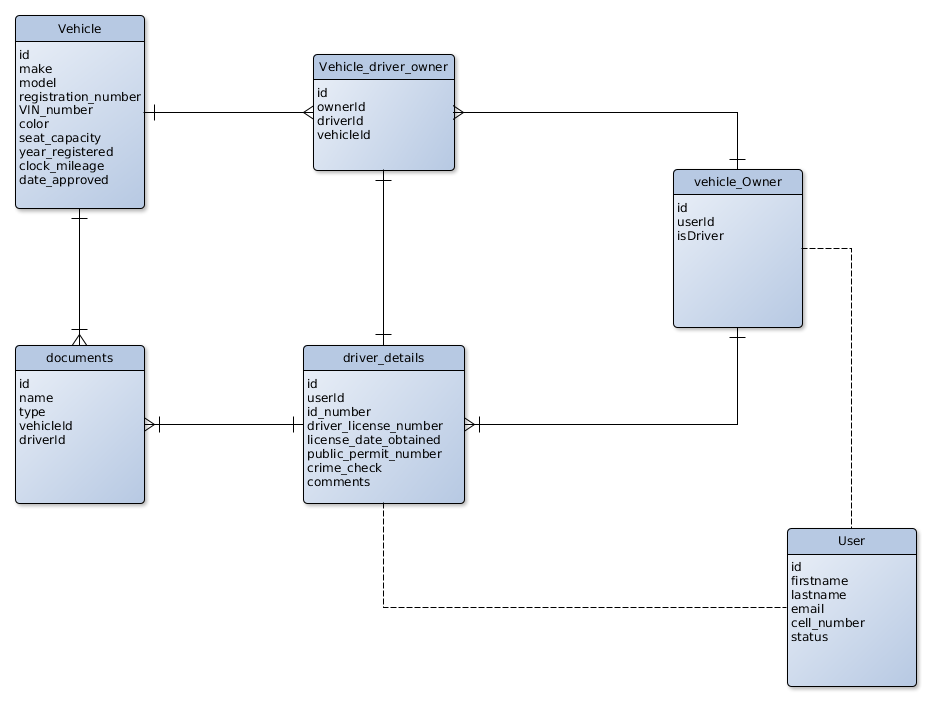 Vehicle
id
make
model
registration_number
VIN_number
color
seat_capacity
year_registered
clock_mileage
date_approved
Vehicle_driver_owner
id
ownerId
driverId
vehicleId
vehicle_Owner
id
userId
isDriver
documents
id
name
type
vehicleId
driverId
driver_details
id
userId
id_number
driver_license_number
license_date_obtained
public_permit_number
crime_check
comments
User
id
firstname
lastname
email
cell_number
status